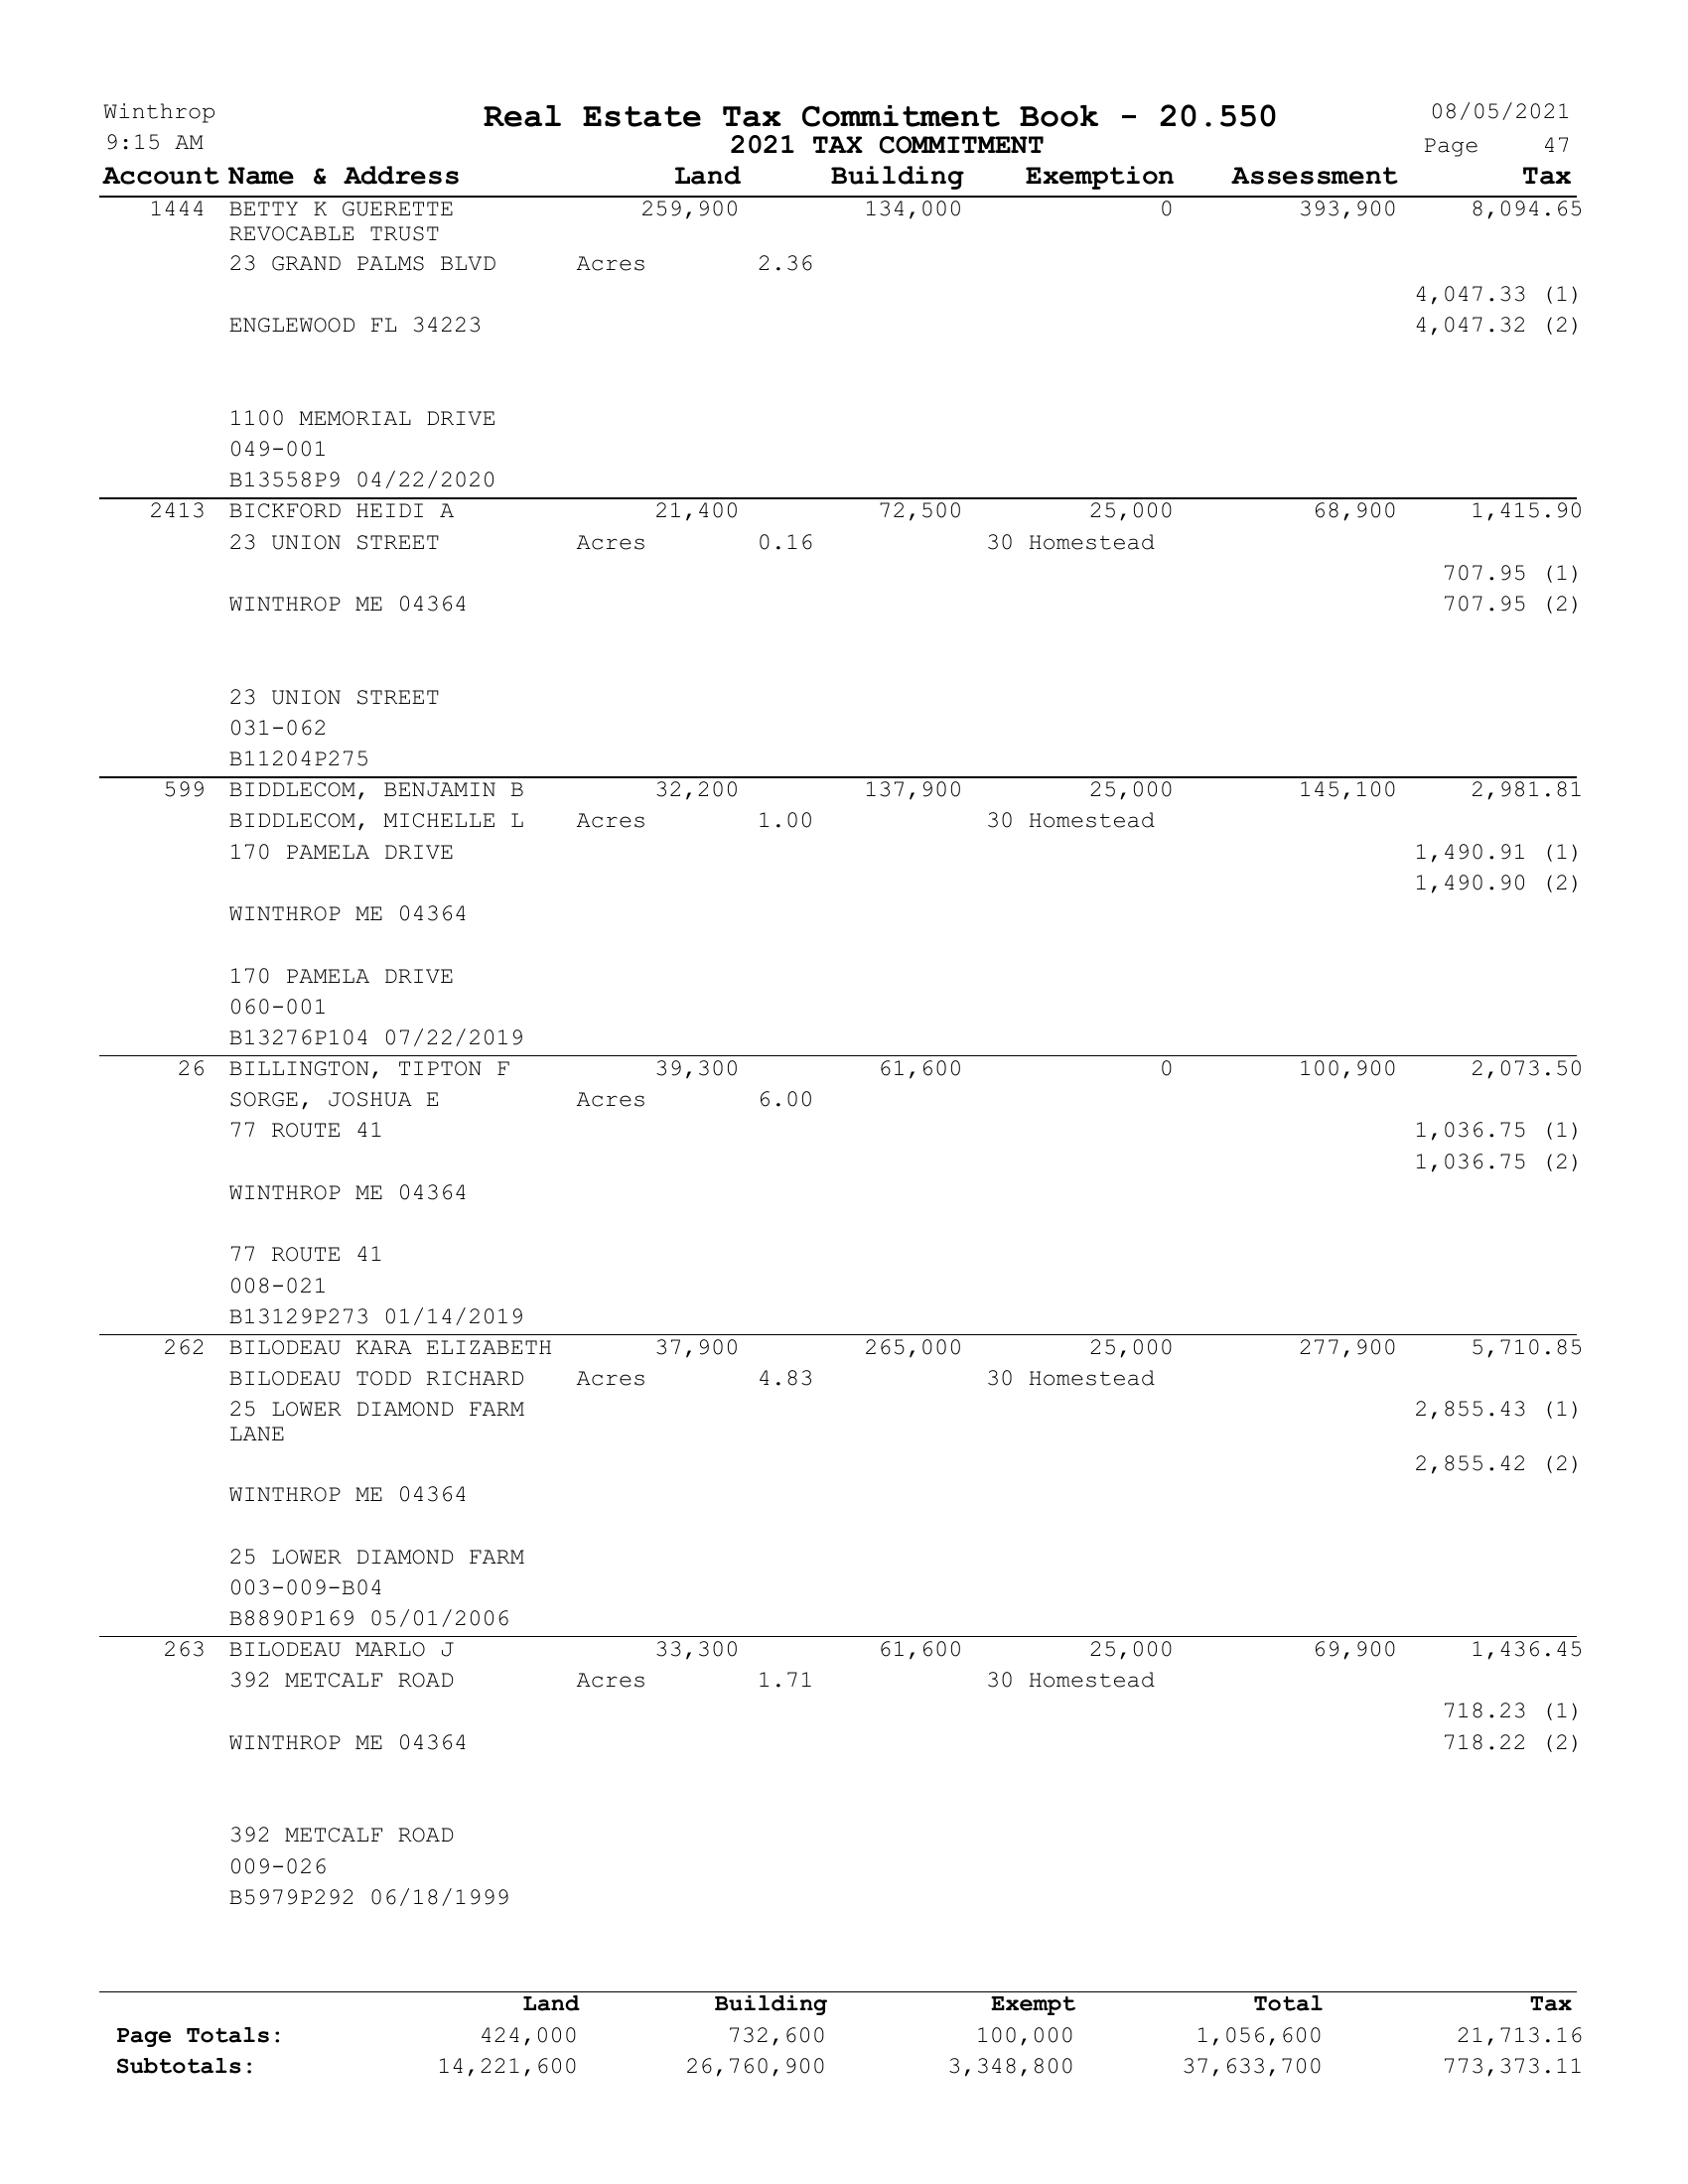 Winthrop Real Estate Tax Commitment Book - 20.550 08/05/2021
9:15 AM 2021 TAX COMMITMENT Page 47
Account Name & Address Land Building Exemption Assessment Tax
1444 BETTY K GUERETTE 259,900 134,000 0 393,900 8,094.65
REVOCABLE TRUST
23 GRAND PALMS BLVD Acres 2.36
4,047.33 (1)
ENGLEWOOD FL 34223 4,047.32 (2)
1100 MEMORIAL DRIVE
049-001
B13558P9 04/22/2020
2413 BICKFORD HEIDI A 21,400 72,500 25,000 68,900 1,415.90
23 UNION STREET Acres 0.16 30 Homestead
707.95 (1)
WINTHROP ME 04364 707.95 (2)
23 UNION STREET
031-062
B11204P275
599 BIDDLECOM, BENJAMIN B 32,200 137,900 25,000 145,100 2,981.81
BIDDLECOM, MICHELLE L Acres 1.00 30 Homestead
170 PAMELA DRIVE 1,490.91 (1)
1,490.90 (2)
WINTHROP ME 04364
170 PAMELA DRIVE
060-001
B13276P104 07/22/2019
26 BILLINGTON, TIPTON F 39,300 61,600 0 100,900 2,073.50
SORGE, JOSHUA E Acres 6.00
77 ROUTE 41 1,036.75 (1)
1,036.75 (2)
WINTHROP ME 04364
77 ROUTE 41
008-021
B13129P273 01/14/2019
262 BILODEAU KARA ELIZABETH 37,900 265,000 25,000 277,900 5,710.85
BILODEAU TODD RICHARD Acres 4.83 30 Homestead
25 LOWER DIAMOND FARM 2,855.43 (1)
LANE
2,855.42 (2)
WINTHROP ME 04364
25 LOWER DIAMOND FARM
003-009-B04
B8890P169 05/01/2006
263 BILODEAU MARLO J 33,300 61,600 25,000 69,900 1,436.45
392 METCALF ROAD Acres 1.71 30 Homestead
718.23 (1)
WINTHROP ME 04364 718.22 (2)
392 METCALF ROAD
009-026
B5979P292 06/18/1999
Land Building Exempt Total Tax
Page Totals: 424,000 732,600 100,000 1,056,600 21,713.16
Subtotals: 14,221,600 26,760,900 3,348,800 37,633,700 773,373.11